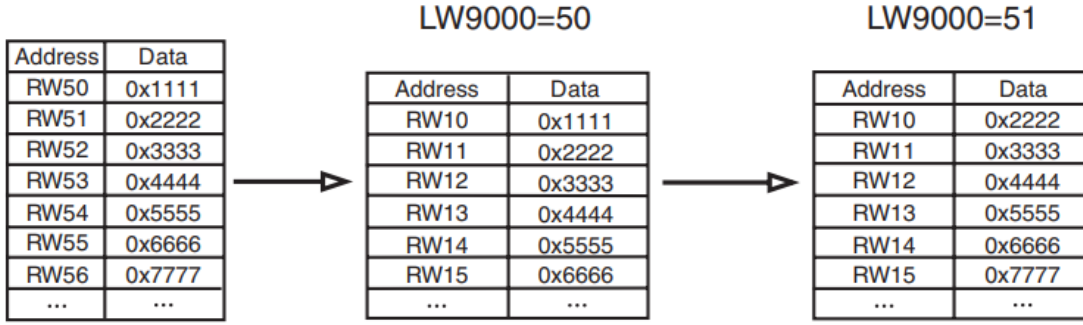 LW9000=50
LW9000=51
Address Data
RW50 0x1111
RW51 0x2222
RW52 0x3333
RW53 0x4444
RW54 0x5555
RW55 0x6666
RW56 0x7777
... ...
Address Data
RW10 0x1111
RW11 0x2222
RW12 0x3333
RW13 0x4444
RW14 0x5555
RW15 0x6666
... ...
Address Data
RW10 0x2222
RW11 0x3333
RW12 0x4444
RW13 0x5555
RW14 0x6666
RW15 0x7777
... ...